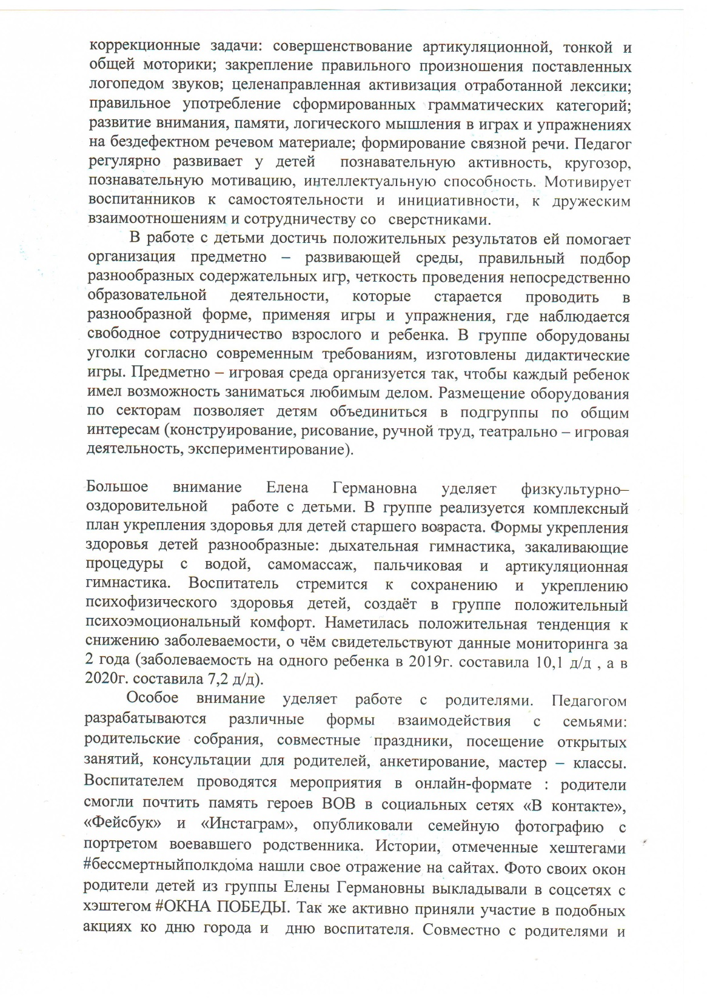 коррекционные задачи: совершенствование артикуляционной, тонкой и
общей моторики; закрепление правильного произношения поставленных
логопедом звуков; целенаправленная активизация отработанной лексики;
правильное употребление сформированных грамматических категорий;
развитие внимания, памяти, логического мышления в играх и упражнениях
на бездефектном речевом материале; формирование связной речи. Педагог
регулярно развивает у детей познавательную активность, кругозор,
познавательную мотивацию, интеллектуальную способность. Мотивирует
воспитанников к самостоятельности и инициативности, к дружеским
взаимоотношениям и сотрудничеству со сверстниками.
В работе с детьми достичь положительных результатов ей помогает
организация предметно – развивающей среды, правильный подбор
разнообразных содержательных игр, четкость проведения непосредственно
образовательной деятельности, которые старается проводить в
разнообразной форме, применяя игры и упражнения, где наблюдается
свободное сотрудничество взрослого и ребенка. В группе оборудованы
уголки согласно современным требованиям, изготовлены дидактические
игры. Предметно – игровая среда организуется так, чтобы каждый ребенок
имел возможность заниматься любимым делом. Размещение оборудования
по секторам позволяет детям объединиться в подгруппы по общим
интересам (конструирование, рисование, ручной труд, театрально – игровая
деятельность, экспериментирование).
Большое внимание Елена Германовна уделяет физкультурно–
оздоровительной работе с детьми. В группе реализуется комплексный
план укрепления здоровья для детей старшего возраста. Формы укрепления
здоровья детей разнообразные: дыхательная гимнастика, закаливающие
процедуры с водой, самомассаж, пальчиковая и артикуляционная
гимнастика. Воспитатель стремится к сохранению и укреплению
психофизического здоровья детей, создаёт в группе положительный
психоэмоциональный комфорт. Наметилась положительная тенденция к
снижению заболеваемости, о чём свидетельствуют данные мониторинга за
2 года (заболеваемость на одного ребенка в 2019г. составила 10,1 д/д , а в
2020г. составила 7,2 д/д).
Особое внимание уделяет работе с родителями. Педагогом
разрабатываются различные формы взаимодействия с семьями:
родительские собрания, совместные праздники, посещение открытых
занятий, консультации для родителей, анкетирование, мастер – классы.
Воспитателем проводятся мероприятия в онлайн-формате : родители
смогли почтить память героев ВОВ в социальных сетях «В контакте»,
«Фейсбук» и «Инстаграм», опубликовали семейную фотографию с
портретом воевавшего родственника. Истории, отмеченные хештегами
#бессмертныйполкдома нашли свое отражение на сайтах. Фото своих окон
родители детей из группы Елены Германовны выкладывали в соцсетях с
хэштегом #ОКНА ПОБЕДЫ. Так же активно приняли участие в подобных
акциях ко дню города и дню воспитателя. Совместно с родителями и